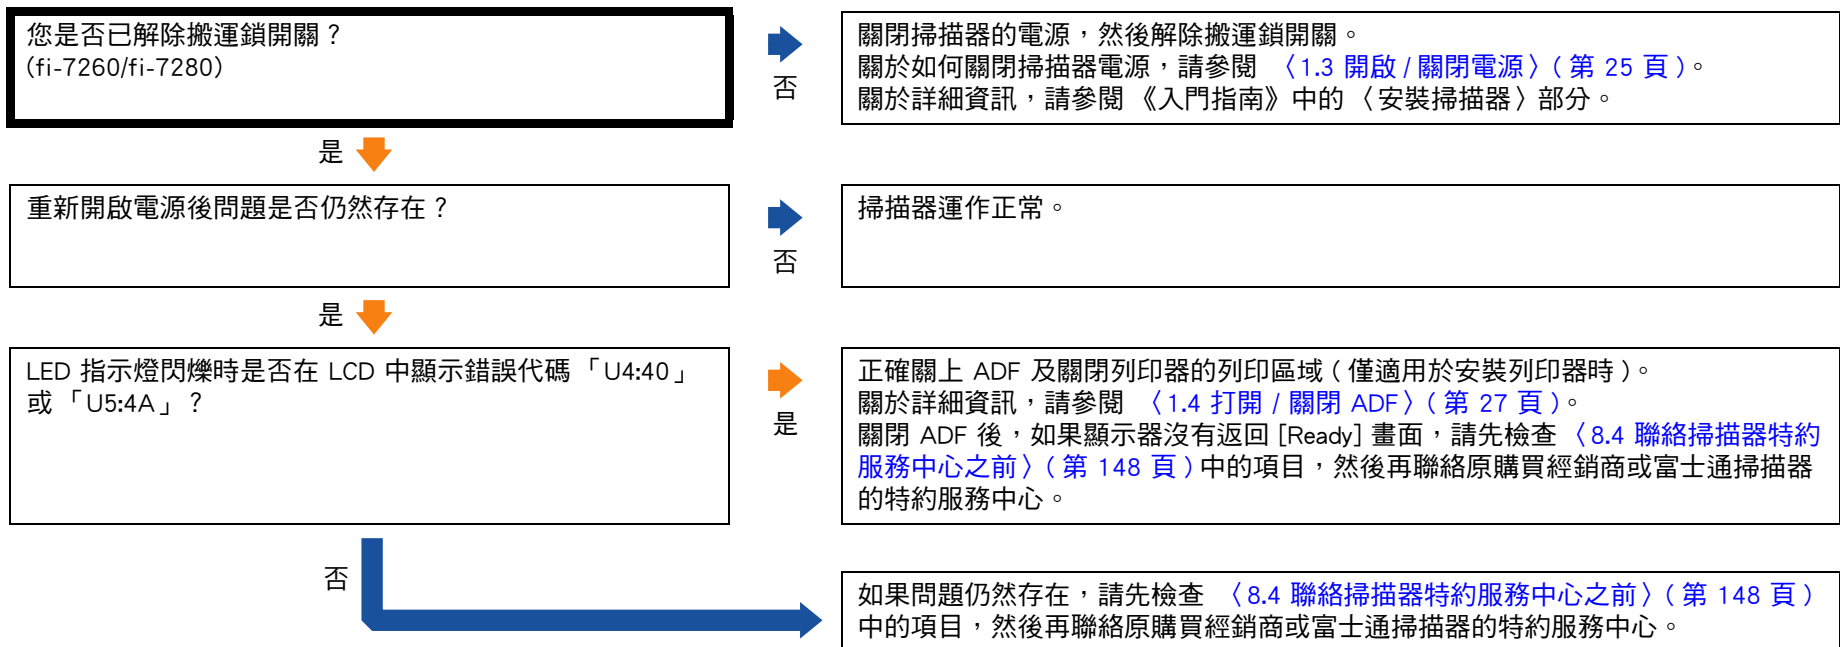 您是否已解除搬運鎖開關？
(fi-7260/fi-7280)
否
關閉掃描器的電源，然後解除搬運鎖開關。
關於如何關閉掃描器電源，請參閱 〈1.3 開啟 / 關閉電源〉( 第 25 頁 )。
關於詳細資訊，請參閱 《入門指南》中的 〈安裝掃描器〉部分。
是
重新開啟電源後問題是否仍然存在？
否
掃描器運作正常。
是
LED 指示燈閃爍時是否在 LCD 中顯示錯誤代碼 「U4:40」
或 「U5:4A」？
是
正確關上 ADF 及關閉列印器的列印區域 ( 僅適用於安裝列印器時 )。
關於詳細資訊，請參閱 〈1.4 打開 / 關閉 ADF〉( 第 27 頁 )。
關閉 ADF 後，如果顯示器沒有返回 [Ready] 畫面，請先檢查 〈8.4 聯絡掃描器特約
服務中心之前〉( 第 148 頁 ) 中的項目，然後再聯絡原購買經銷商或富士通掃描器
的特約服務中心。
否
如果問題仍然存在，請先檢查 〈8.4 聯絡掃描器特約服務中心之前〉( 第 148 頁 )
中的項目，然後再聯絡原購買經銷商或富士通掃描器的特約服務中心。